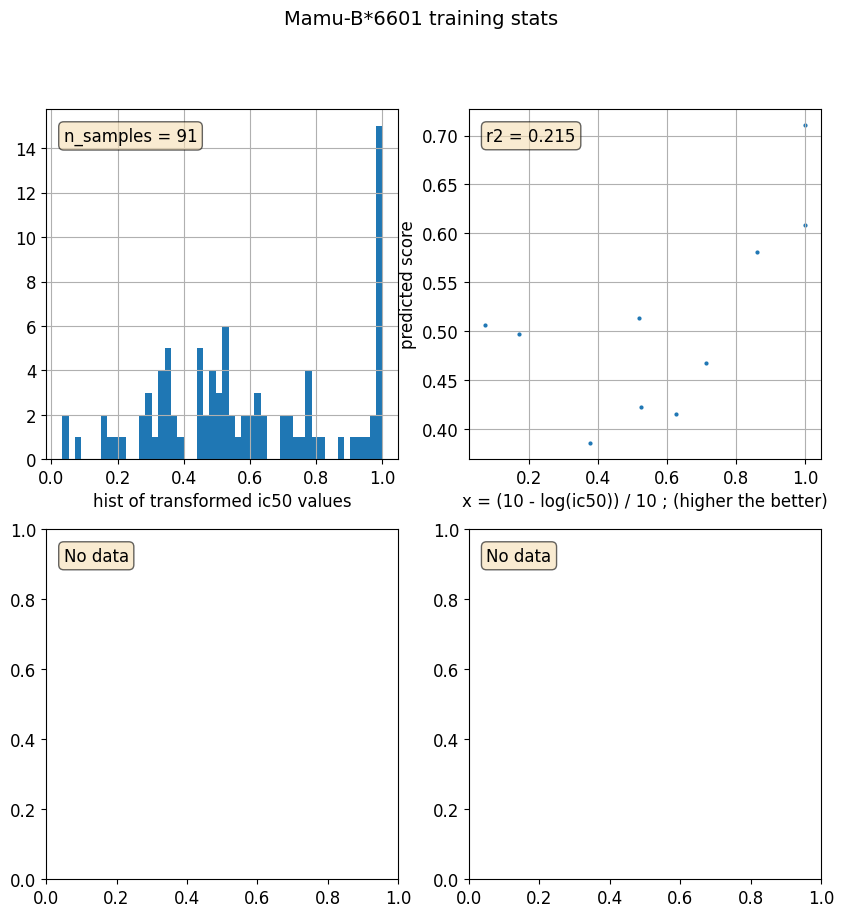 Mamu-B*6601 training stats
n_samples = 91
14
12
10
8
6
4
2
0
0.0 0.2 0.4 0.6 0.8 1.0
hist of transformed ic50 values
r2 = 0.215
predicted score
0.70
0.65
0.60
0.55
0.50
0.45
0.40
0.2 0.4 0.6 0.8 1.0
x = (10 - log(ic50)) / 10 ; (higher the better)
No data
1.0
0.8
0.6
0.4
0.2
0.0
0.0 0.2 0.4 0.6 0.8 1.0
No data
1.0
0.8
0.6
0.4
0.2
0.0
0.0 0.2 0.4 0.6 0.8 1.0